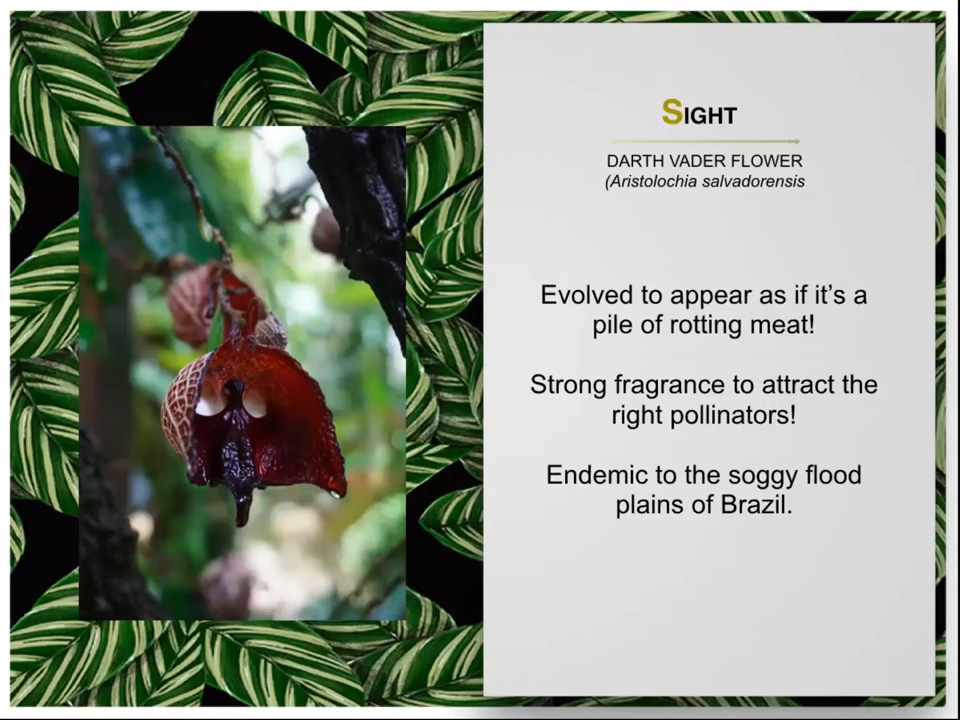 SIGHT
DARTH VADER FLOWER
(Aristolochia salvadorensis
Evolved to appear as if it’s a
pile of rotting meat!
Strong fragrance to attract the
right pollinators!
Endemic to the soggy flood
plains of Brazil.